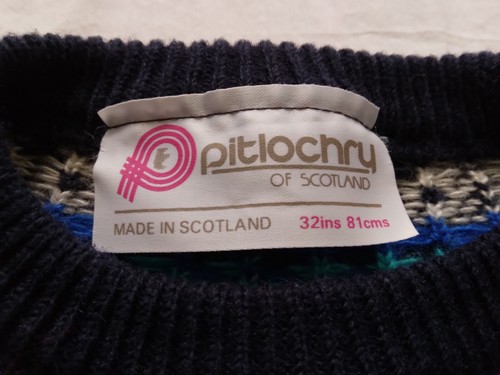 pitlochry
OF SCOTLAND
MADE IN SCOTLAND 32ins 81cms